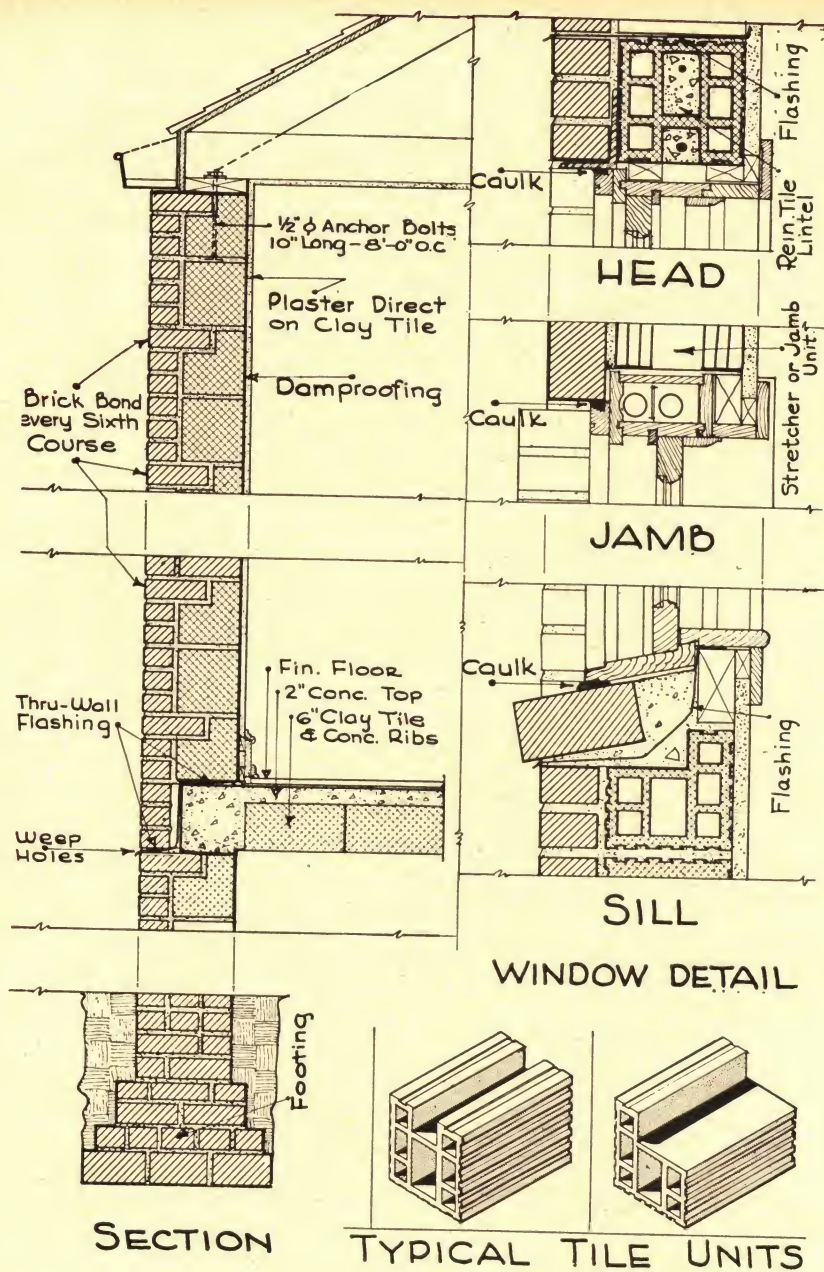 ½" ϕ Anchor Bolts
10" Long – 8'-0" O.C
Plaster Direct
on Clay Tile
Damproofing
Brick Bond
every Sixth
Course
Fin. Floor
2" Conc. Top
6" Clay Tile
& Conc. Ribs
Thru-Wall
Flashing
Weep
Holes
Footing
SECTION
Caulk
Flashing
Rein. Tile
Lintel
HEAD
Caulk
Stretcher or Jamb
Unit
JAMB
Caulk
Flashing
SILL
WINDOW DETAIL
TYPICAL TILE UNITS